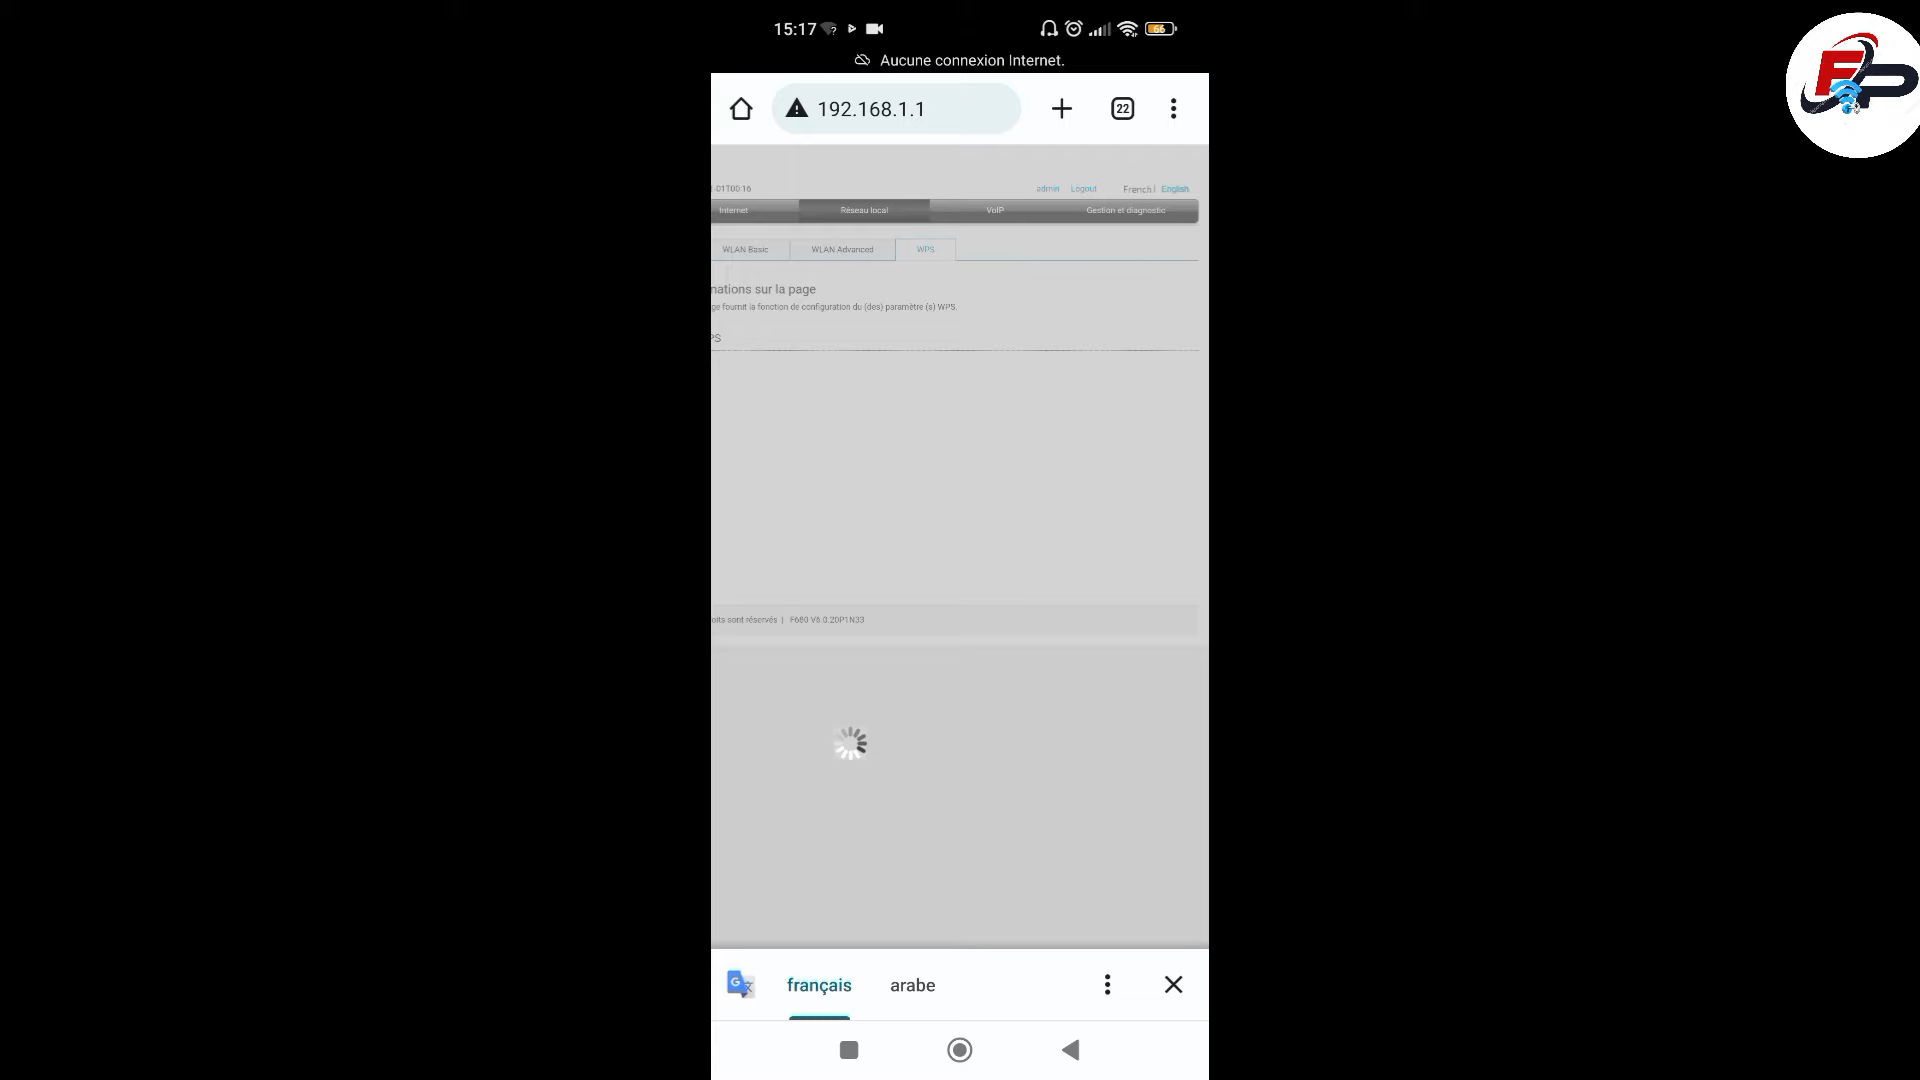 15:17
66
Aucune connexion Internet.
192.168.1.1
22
-01T00:16
admin Logout French | English
Internet Réseau local VoIP Gestion et diagnostic
WLAN Basic WLAN Advanced WPS
nations sur la page
ge fournit la fonction de configuration du (des) paramètre (s) WPS.
PS
oits sont réservés | F680 V6.0.20P1N33
français arabe